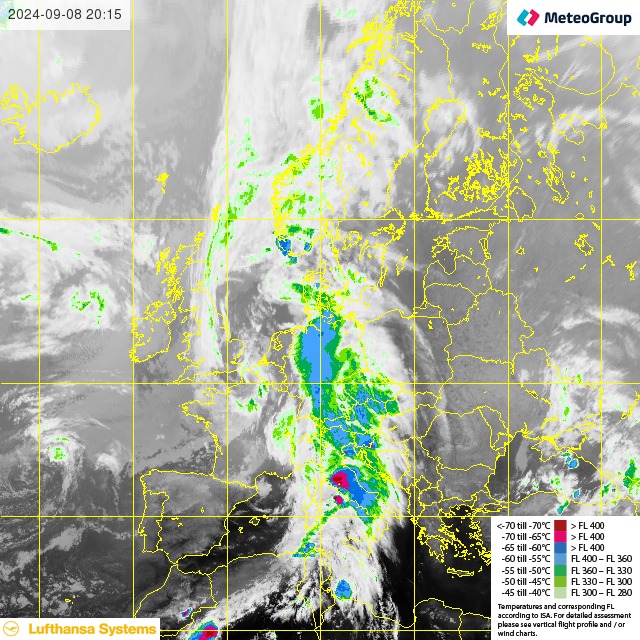 2024-09-08 20:15
MeteoGroup
<-70 till -70°C > FL 400
-70 till -65°C > FL 400
-65 till -60°C > FL 400
-60 till -55°C FL 400 – FL 360
-55 till -50°C FL 360 – FL 330
-50 till -45°C FL 330 – FL 300
-45 till -40°C FL 300 – FL 280
Temperatures and corresponding FL
according to ISA. For detailed assessment
please see vertical flight profile and / or
wind charts.
Lufthansa Systems